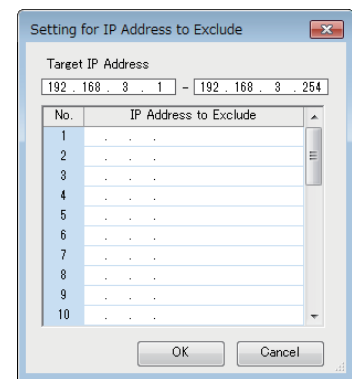 Setting for IP Address to Exclude
Target IP Address
192 . 168 . 3 . 1 - 192 . 168 . 3 . 254
No. IP Address to Exclude
1 . . .
2 . . .
3 . . .
4 . . .
5 . . .
6 . . .
7 . . .
8 . . .
9 . . .
10 . . .
OK Cancel